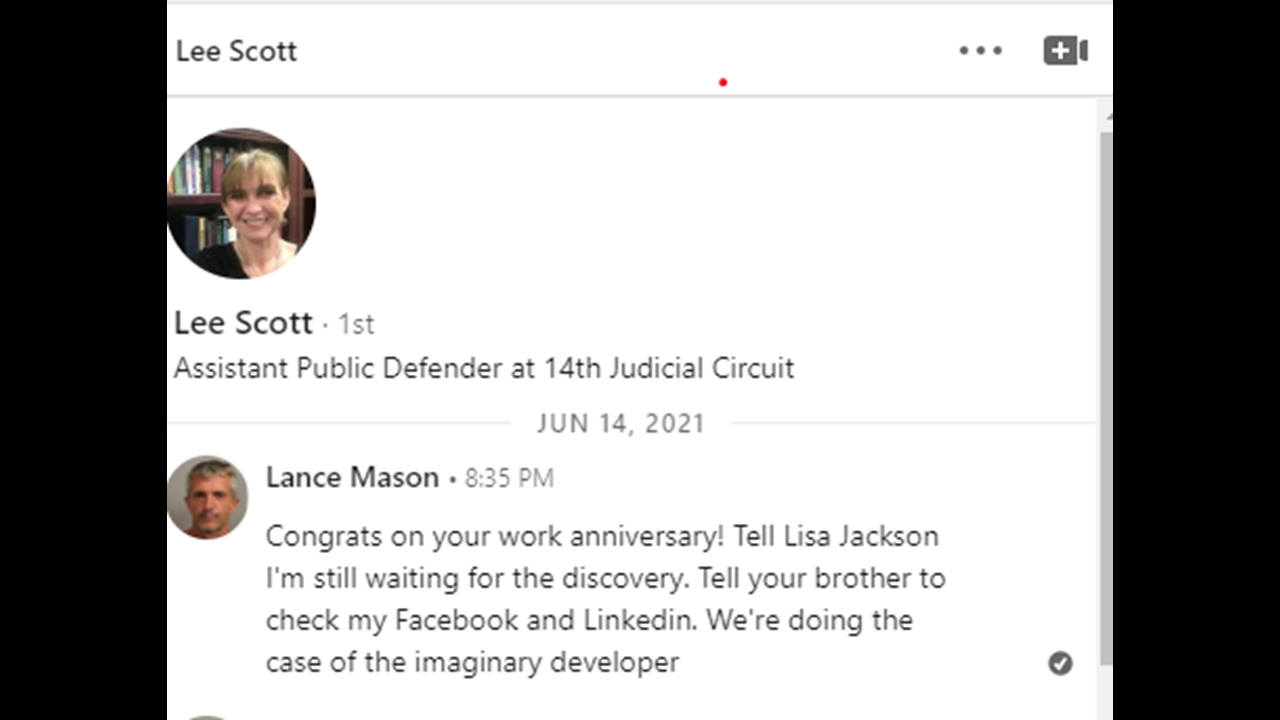 Lee Scott
Lee Scott · 1st
Assistant Public Defender at 14th Judicial Circuit
JUN 14, 2021
Lance Mason • 8:35 PM
Congrats on your work anniversary! Tell Lisa Jackson
I'm still waiting for the discovery. Tell your brother to
check my Facebook and Linkedin. We're doing the
case of the imaginary developer